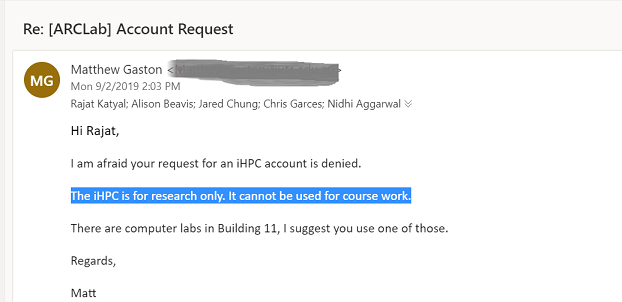 Re: [ARCLab] Account Request
MG
Matthew Gaston <
Mon 9/2/2019 2:03 PM
Rajat Katyal; Alison Beavis; Jared Chung; Chris Garces; Nidhi Aggarwal
Hi Rajat,
I am afraid your request for an iHPC account is denied.
The iHPC is for research only. It cannot be used for course work.
There are computer labs in Building 11, I suggest you use one of those.
Regards,
Matt